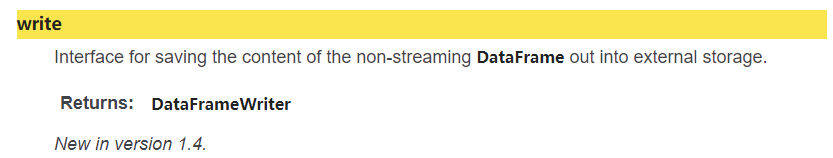 write
Interface for saving the content of the non-streaming DataFrame out into external storage.
Returns: DataFrameWriter
New in version 1.4.